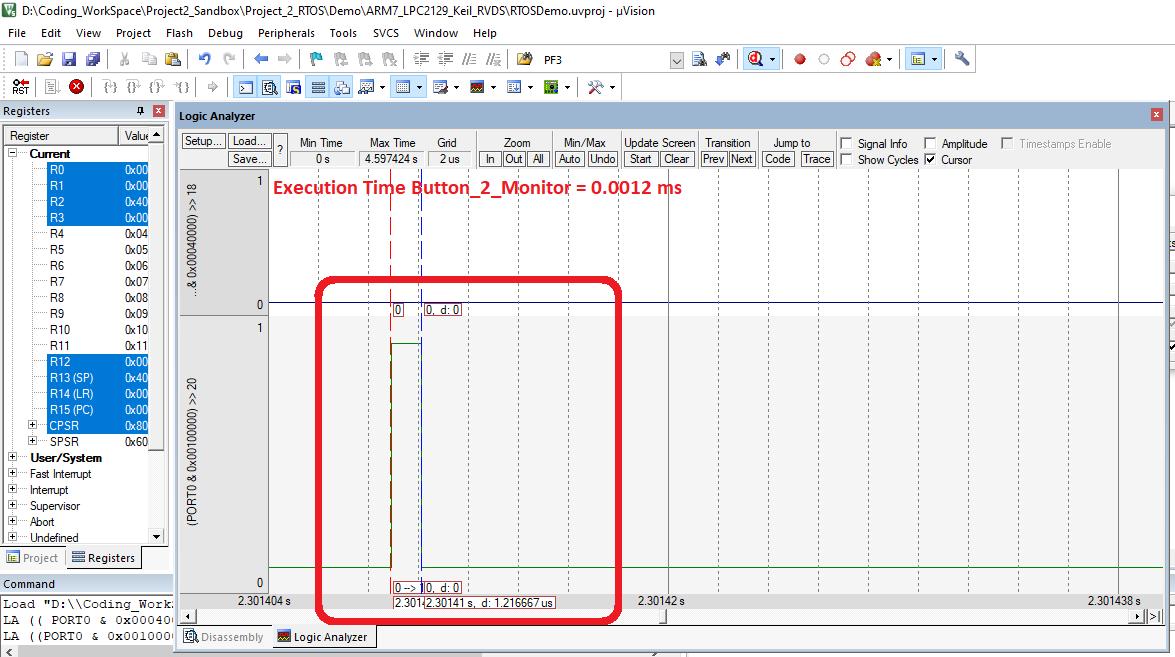 D:\Coding_WorkSpace\Project2_Sandbox\Project_2_RTOS\Demo\ARM7_LPC2129_Keil_RVDS\RTOSDemo.uvproj - µVision
File Edit View Project Flash Debug Peripherals Tools SVCS Window Help
PF3
RST
Registers
Register Value
Current
R0 0x00
R1 0x00
R2 0x40
R3 0x00
R4 0x04
R5 0x05
R6 0x06
R7 0x07
R8 0x08
R9 0x09
R10 0x10
R11 0x11
R12 0x00
R13 (SP) 0x40
R14 (LR) 0x00
R15 (PC) 0x00
CPSR 0x80
SPSR 0x60
User/System
Fast Interrupt
Interrupt
Supervisor
Abort
Undefined
Project Registers
Command
Load "D:\\Coding_Work
LA (( PORT0 & 0x00040
LA ((PORT0 & 0x001000
Logic Analyzer
Setup... Load... ? Min Time Max Time Grid Zoom Min/Max Update Screen Transition Jump to Signal Info Amplitude Timestamps Enable
Save... 0 s 4.597424 s 2 us In Out All Auto Undo Start Clear Prev Next Code Trace Show Cycles Cursor
Execution Time Button_2_Monitor = 0.0012 ms
1
...& 0x00040000) >> 18
0
0 0, d: 0
1
(PORT0 & 0x00100000) >> 20
0
0 --> 1 0, d: 0
2.301404 s 2.3014 2.30141 s, d: 1.216667 us 2.30142 s 2.301438 s
Disassembly Logic Analyzer